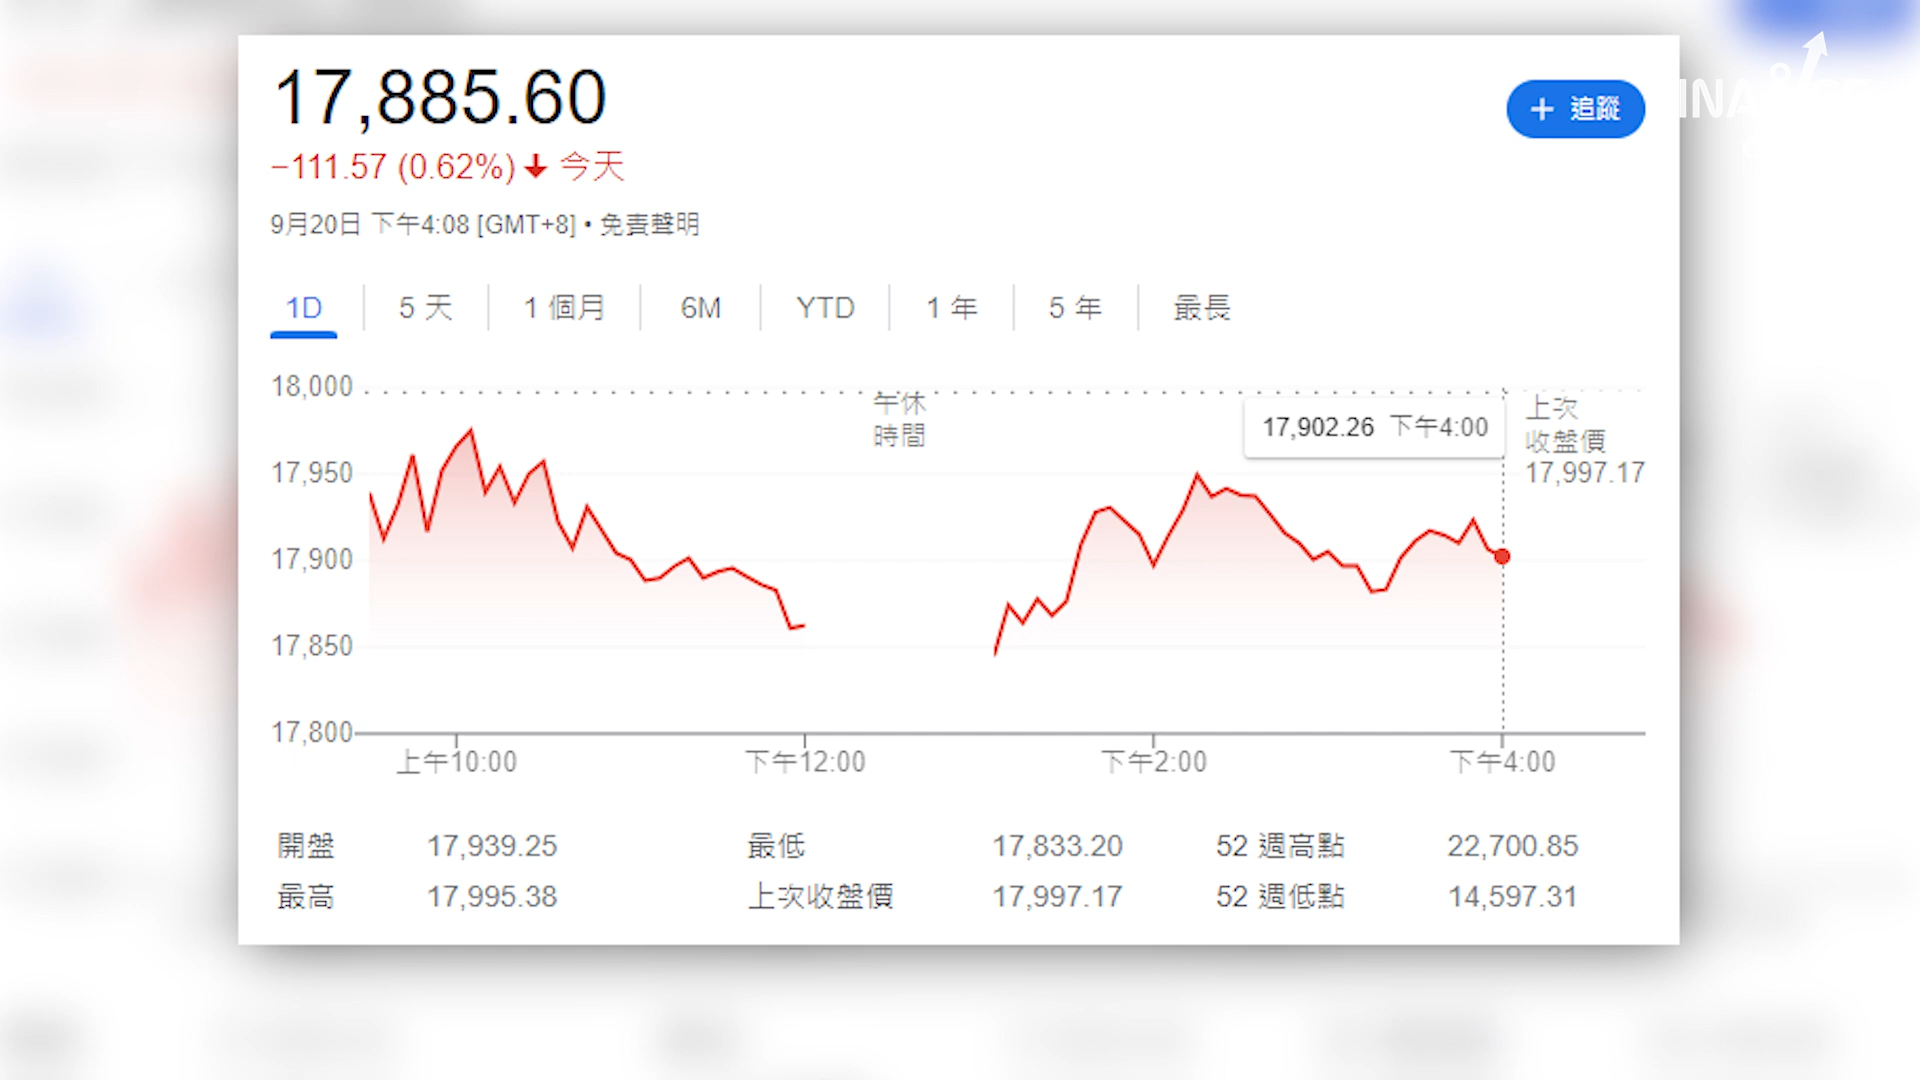 17,885.60
+ 追蹤
−111.57 (0.62%) 今天
9月20日 下午4:08 [GMT+8] • 免責聲明
1D 5 天 1 個月 6M YTD 1 年 5 年 最長
18,000
17,950
17,900
17,850
17,800
午休
時間
17,902.26 下午4:00
上次
收盤價
17,997.17
上午10:00 下午12:00 下午2:00 下午4:00
開盤 17,939.25 最低 17,833.20 52 週高點 22,700.85
最高 17,995.38 上次收盤價 17,997.17 52 週低點 14,597.31